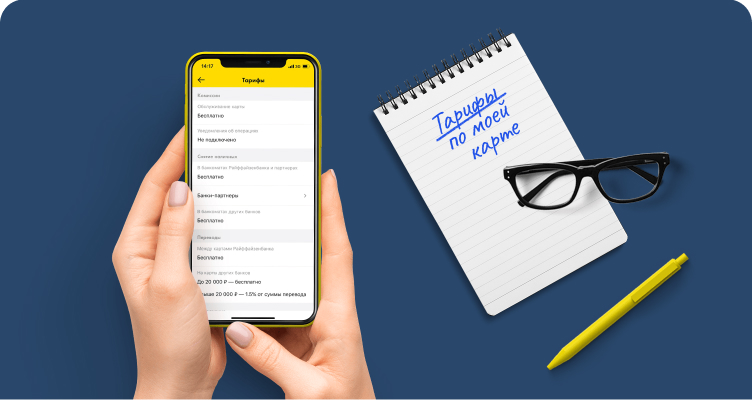 14:17
Тарифы
Комиссии
Обслуживание карты
Бесплатно
Уведомления об операциях
Не подключено
Снятие наличных
В банкоматах Райффайзенбанка и партнеров
Бесплатно
Банки-партнеры
В банкоматах других банков
Бесплатно
Переводы
Между картами Райффайзенбанка
Бесплатно
На карты других банков
До 20 000 ₽ — бесплатно
ыше 20 000 ₽ — 1.5% от суммы перевода
Тарифы
по моей
карте